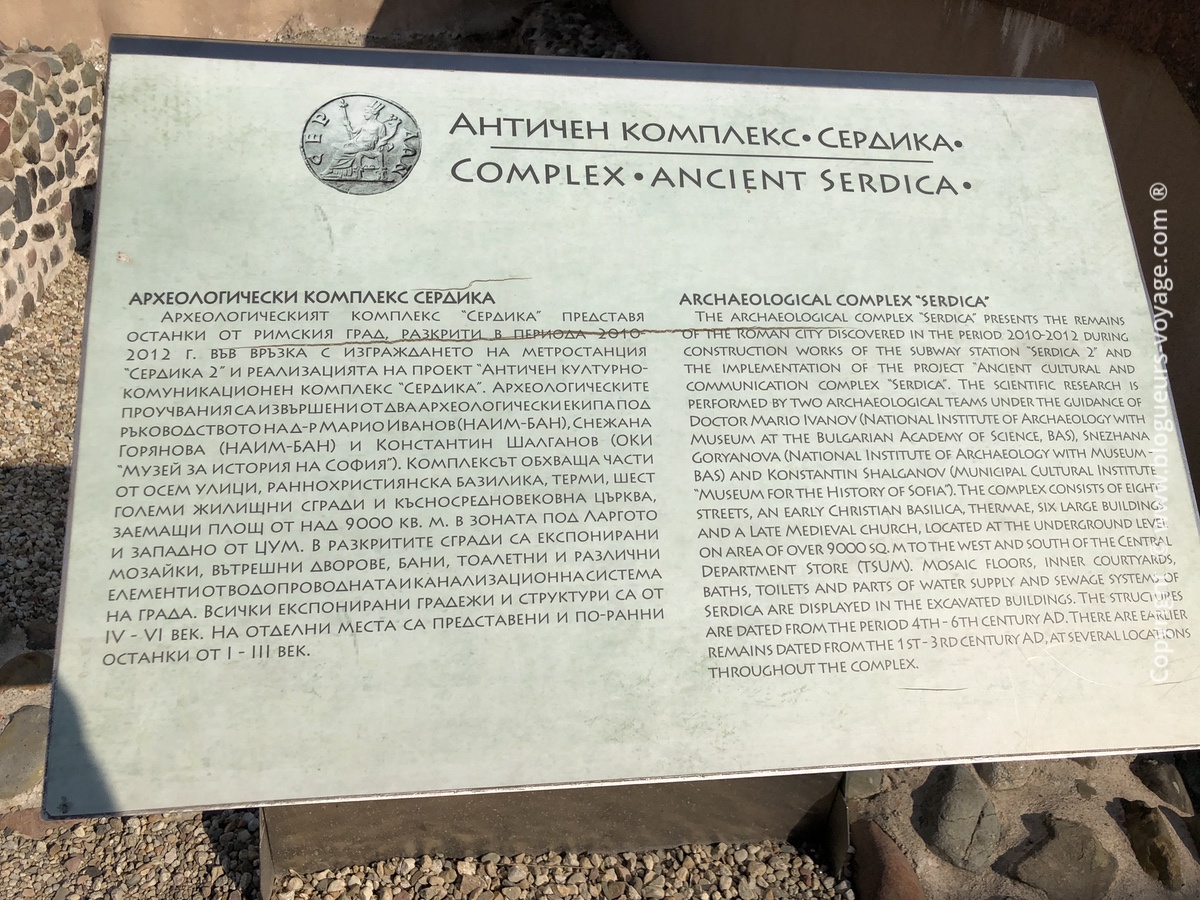 СЕР ΔΙΩΝ
АНТИЧЕН КОМПЛЕКС•СЕРДИКА•
COMPLEX•ANCIENT SERDICA•
АРХЕОЛОГИЧЕСКИ КОМПЛЕКС СЕРДИКА
АРХЕОЛОГИЧЕСКИЯТ КОМПЛЕКС "СЕРДИКА" ПРЕДСТАВЯ
ОСТАНКИ ОТ РИМСКИЯ ГРАД, РАЗКРИТИ В ПЕРИОДА 2010-
2012 Г. ВЪВ ВРЪЗКА С ИЗГРАЖДАНЕТО НА МЕТРОСТАНЦИЯ
"СЕРДИКА 2" И РЕАЛИЗАЦИЯТА НА ПРОЕКТ "АНТИЧЕН КУЛТУРНО-
КОМУНИКАЦИОНЕН КОМПЛЕКС "СЕРДИКА". АРХЕОЛОГИЧЕСКИТЕ
ПРОУЧВАНИЯ СА ИЗВЪРШЕНИ ОТ ДВА АРХЕОЛОГИЧЕСКИ ЕКИПА ПОД
РЪКОВОДСТВОТО НА Д-Р МАРИО ИВАНОВ (НАИМ-БАН), СНЕЖАНА
ГОРЯНОВА (НАИМ-БАН) И КОНСТАНТИН ШАЛГАНОВ (ОКИ
"МУЗЕЙ ЗА ИСТОРИЯ НА СОФИЯ"). КОМПЛЕКСЪТ ОБХВАЩА ЧАСТИ
ОТ ОСЕМ УЛИЦИ, РАННОХРИСТИЯНСКА БАЗИЛИКА, ТЕРМИ, ШЕСТ
ГОЛЕМИ ЖИЛИЩНИ СГРАДИ И КЪСНОСРЕДНОВЕКОВНА ЦЪРКВА,
ЗАЕМАЩИ ПЛОЩ ОТ НАД 9000 КВ. М. В ЗОНАТА ПОД ЛАРГОТО
И ЗАПАДНО ОТ ЦУМ. В РАЗКРИТИТЕ СГРАДИ СА ЕКСПОНИРАНИ
МОЗАЙКИ, ВЪТРЕШНИ ДВОРОВЕ, БАНИ, ТОАЛЕТНИ И РАЗЛИЧНИ
ЕЛЕМЕНТИ ОТ ВОДОПРОВОДНАТА И КАНАЛИЗАЦИОННА СИСТЕМА
НА ГРАДА. ВСИЧКИ ЕКСПОНИРАНИ ГРАДЕЖИ И СТРУКТУРИ СА ОТ
IV - VI ВЕК. НА ОТДЕЛНИ МЕСТА СА ПРЕДСТАВЕНИ И ПО-РАННИ
ОСТАНКИ ОТ I - III ВЕК.
ARCHAEOLOGICAL COMPLEX "SERDICA"
THE ARCHAEOLOGICAL COMPLEX "SERDICA" PRESENTS THE REMAINS
OF THE ROMAN CITY DISCOVERED IN THE PERIOD 2010-2012 DURING
CONSTRUCTION WORKS OF THE SUBWAY STATION "SERDICA 2" AND
THE IMPLEMENTATION OF THE PROJECT "ANCIENT CULTURAL AND
COMMUNICATION COMPLEX "SERDICA". THE SCIENTIFIC RESEARCH IS
PERFORMED BY TWO ARCHAEOLOGICAL TEAMS UNDER THE GUIDANCE OF
DOCTOR MARIO IVANOV (NATIONAL INSTITUTE OF ARCHAEOLOGY WITH
MUSEUM AT THE BULGARIAN ACADEMY OF SCIENCE, BAS), SNEZHANA
GORYANOVA (NATIONAL INSTITUTE OF ARCHAEOLOGY WITH MUSEUM -
BAS) AND KONSTANTIN SHALGANOV (MUNICIPAL CULTURAL INSTITUTE
"MUSEUM FOR THE HISTORY OF SOFIA"). THE COMPLEX CONSISTS OF EIGHT
STREETS, AN EARLY CHRISTIAN BASILICA, THERMAE, SIX LARGE BUILDINGS
AND A LATE MEDIEVAL CHURCH, LOCATED AT THE UNDERGROUND LEVEL
ON AREA OF OVER 9000 SQ. M TO THE WEST AND SOUTH OF THE CENTRAL
DEPARTMENT STORE (TSUM). MOSAIC FLOORS, INNER COURTYARDS,
BATHS, TOILETS AND PARTS OF WATER SUPPLY AND SEWAGE SYSTEMS OF
SERDICA ARE DISPLAYED IN THE EXCAVATED BUILDINGS. THE STRUCTURES
ARE DATED FROM THE PERIOD 4TH - 6TH CENTURY AD. THERE ARE EARLIER
REMAINS DATED FROM THE 1ST - 3RD CENTURY AD, AT SEVERAL LOCATIONS
THROUGHOUT THE COMPLEX.
Copyright www.blogueurs-voyage.com ®